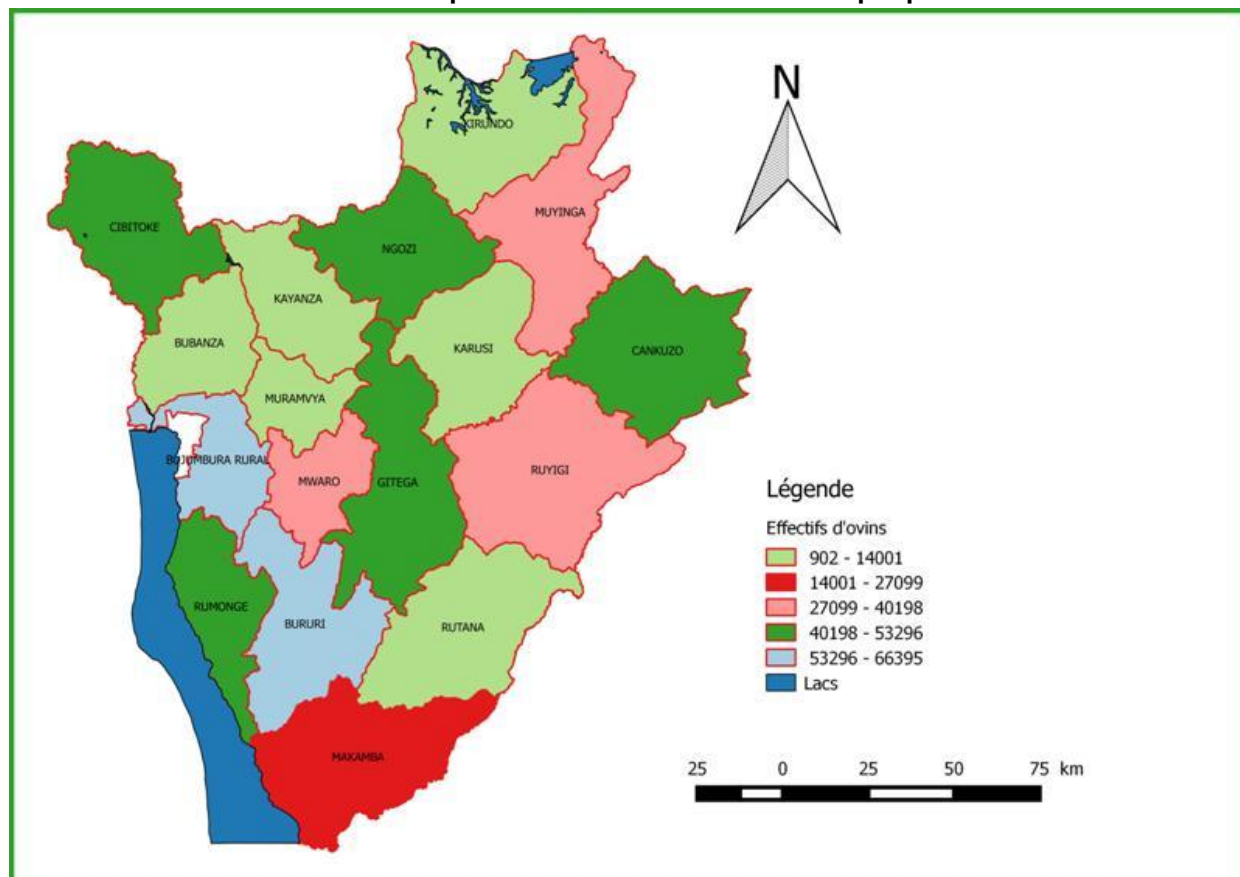 N
KIRUNDO
MUYINGA
CIBITOKE
NGOZI
KAYANZA
BUBANZA
KARUSI
CANKUZO
MURAMVYA
BUJUMBURA RURAL
MWARO
GITEGA
RUYIGI
RUMONGE
BURURI
RUTANA
MAKAMBA
Légende
Effectifs d'ovins
902 - 14001
14001 - 27099
27099 - 40198
40198 - 53296
53296 - 66395
Lacs
25 0 25 50 75 km